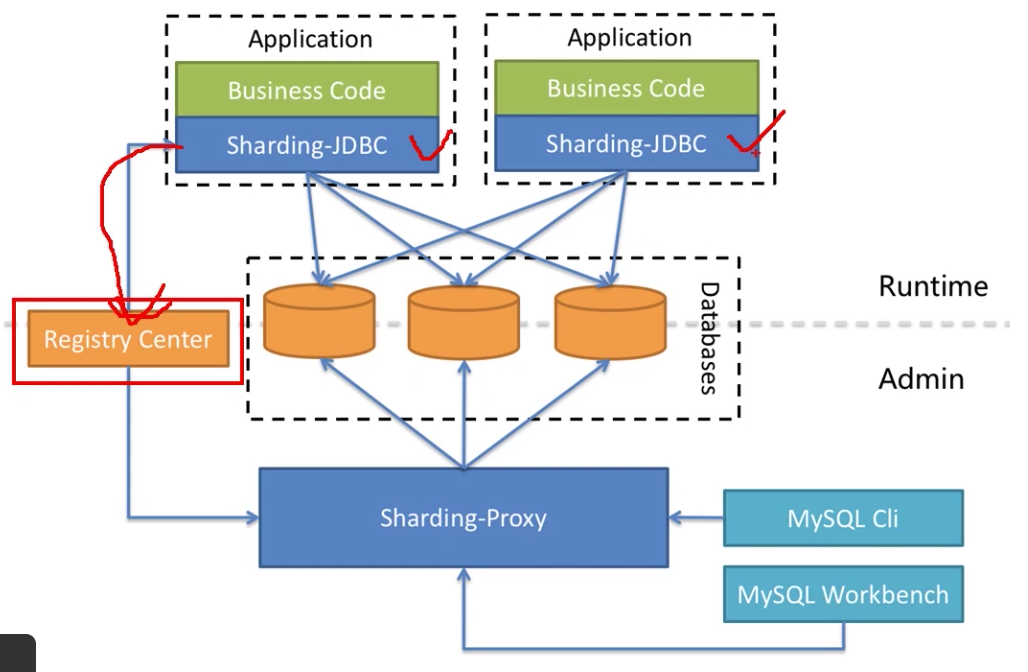 Application
Application
Business Code
Business Code
Sharding-JDBC
Sharding-JDBC
Databases
Runtime
Registry Center
Admin
Sharding-Proxy
MySQL Cli
MySQL Workbench